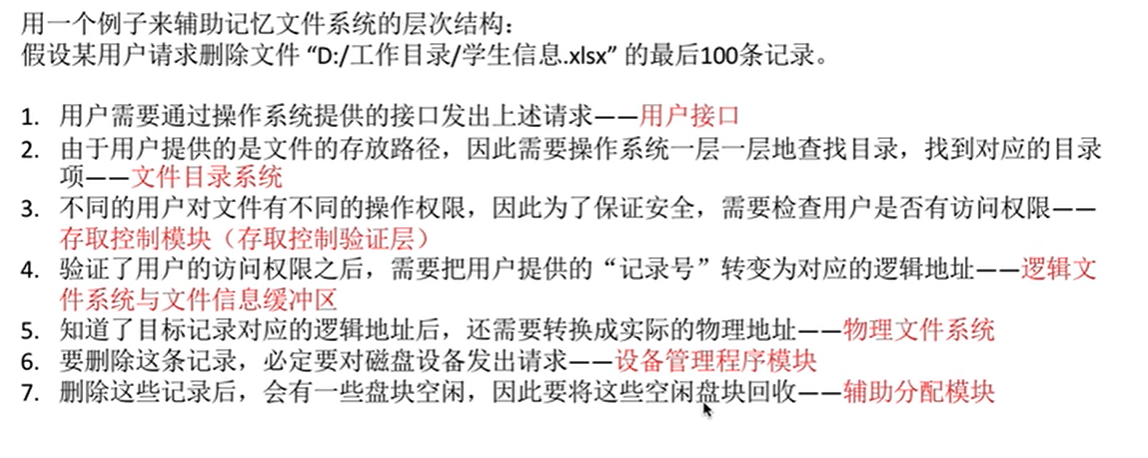 用一个例子来辅助记忆文件系统的层次结构：
假设某用户请求删除文件 “D:/工作目录/学生信息.xlsx” 的最后100条记录。
1. 用户需要通过操作系统提供的接口发出上述请求——用户接口
2. 由于用户提供的是文件的存放路径，因此需要操作系统一层一层地查找目录，找到对应的目录
项——文件目录系统
3. 不同的用户对文件有不同的操作权限，因此为了保证安全，需要检查用户是否有访问权限——
存取控制模块（存取控制验证层）
4. 验证了用户的访问权限之后，需要把用户提供的“记录号”转变为对应的逻辑地址——逻辑文
件系统与文件信息缓冲区
5. 知道了目标记录对应的逻辑地址后，还需要转换成实际的物理地址——物理文件系统
6. 要删除这条记录，必定要对磁盘设备发出请求——设备管理程序模块
7. 删除这些记录后，会有一些盘块空闲，因此要将这些空闲盘块回收——辅助分配模块